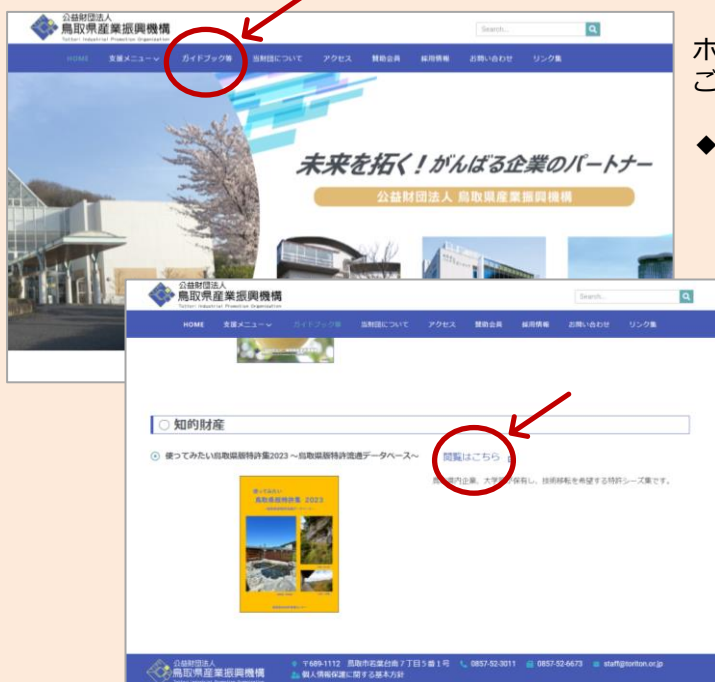 公益財団法人
鳥取県産業振興機構
Tottori Industrial Promotion Organization
Search...
HOME 支援メニュー ガイドブック等 当財団について アクセス 賛助会員 採用情報 お問い合わせ リンク集
未来を拓く！がんばる企業のパートナー
公益財団法人 鳥取県産業振興機構
ホ
ご
◆
公益財団法人
鳥取県産業振興機構
Tottori Industrial Promotion Organization
Search...
HOME 支援メニュー ガイドブック等 当財団について アクセス 賛助会員 採用情報 お問い合わせ リンク集
○ 知的財産
使ってみたい鳥取県版特許集2023 ～鳥取県版特許流通データベース～ 閲覧はこちら
県内企業、大学等が保有し、技術移転を希望する特許シーズ集です。
使ってみたい
鳥取県版特許集 2023
公益財団法人
鳥取県産業振興機構
〒689-1112 鳥取市若葉台南7丁目5番1号 0857-52-3011 0857-52-6673 staff@toriton.or.jp
個人情報保護に関する基本方針